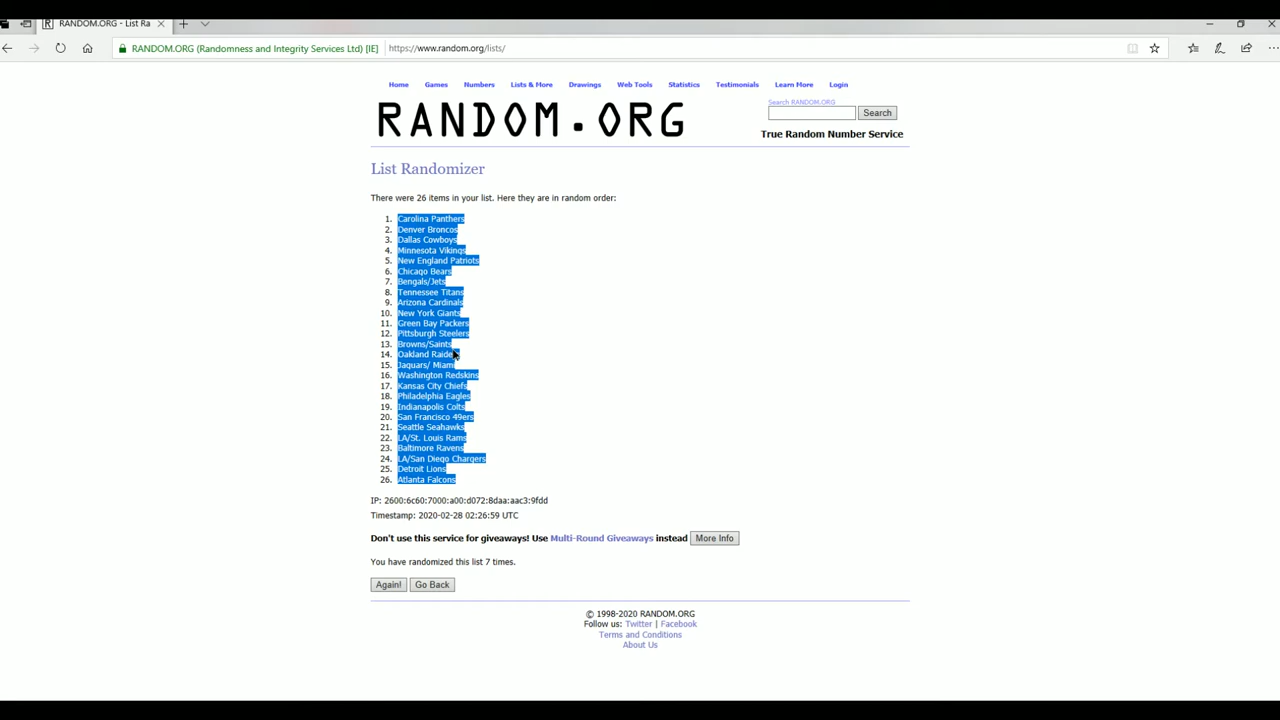 RANDOM.ORG - List Ra
RANDOM.ORG (Randomness and Integrity Services Ltd) [IE] https://www.random.org/lists/
Home Games Numbers Lists & More Drawings Web Tools Statistics Testimonials Learn More Login
RANDOM.ORG
Search RANDOM.ORG
Search
True Random Number Service
List Randomizer
There were 26 items in your list. Here they are in random order:
1. Carolina Panthers
2. Denver Broncos
3. Dallas Cowboys
4. Minnesota Vikings
5. New England Patriots
6. Chicago Bears
7. Bengals/Jets
8. Tennessee Titans
9. Arizona Cardinals
10. New York Giants
11. Green Bay Packers
12. Pittsburgh Steelers
13. Browns/Saints
14. Oakland Raiders
15. Jaguars/ Miami
16. Washington Redskins
17. Kansas City Chiefs
18. Philadelphia Eagles
19. Indianapolis Colts
20. San Francisco 49ers
21. Seattle Seahawks
22. LA/St. Louis Rams
23. Baltimore Ravens
24. LA/San Diego Chargers
25. Detroit Lions
26. Atlanta Falcons
IP: 2600:6c60:7000:a00:d072:8daa:aac3:9fdd
Timestamp: 2020-02-28 02:26:59 UTC
Don't use this service for giveaways! Use Multi-Round Giveaways instead More Info
You have randomized this list 7 times.
Again! Go Back
© 1998-2020 RANDOM.ORG
Follow us: Twitter | Facebook
Terms and Conditions
About Us